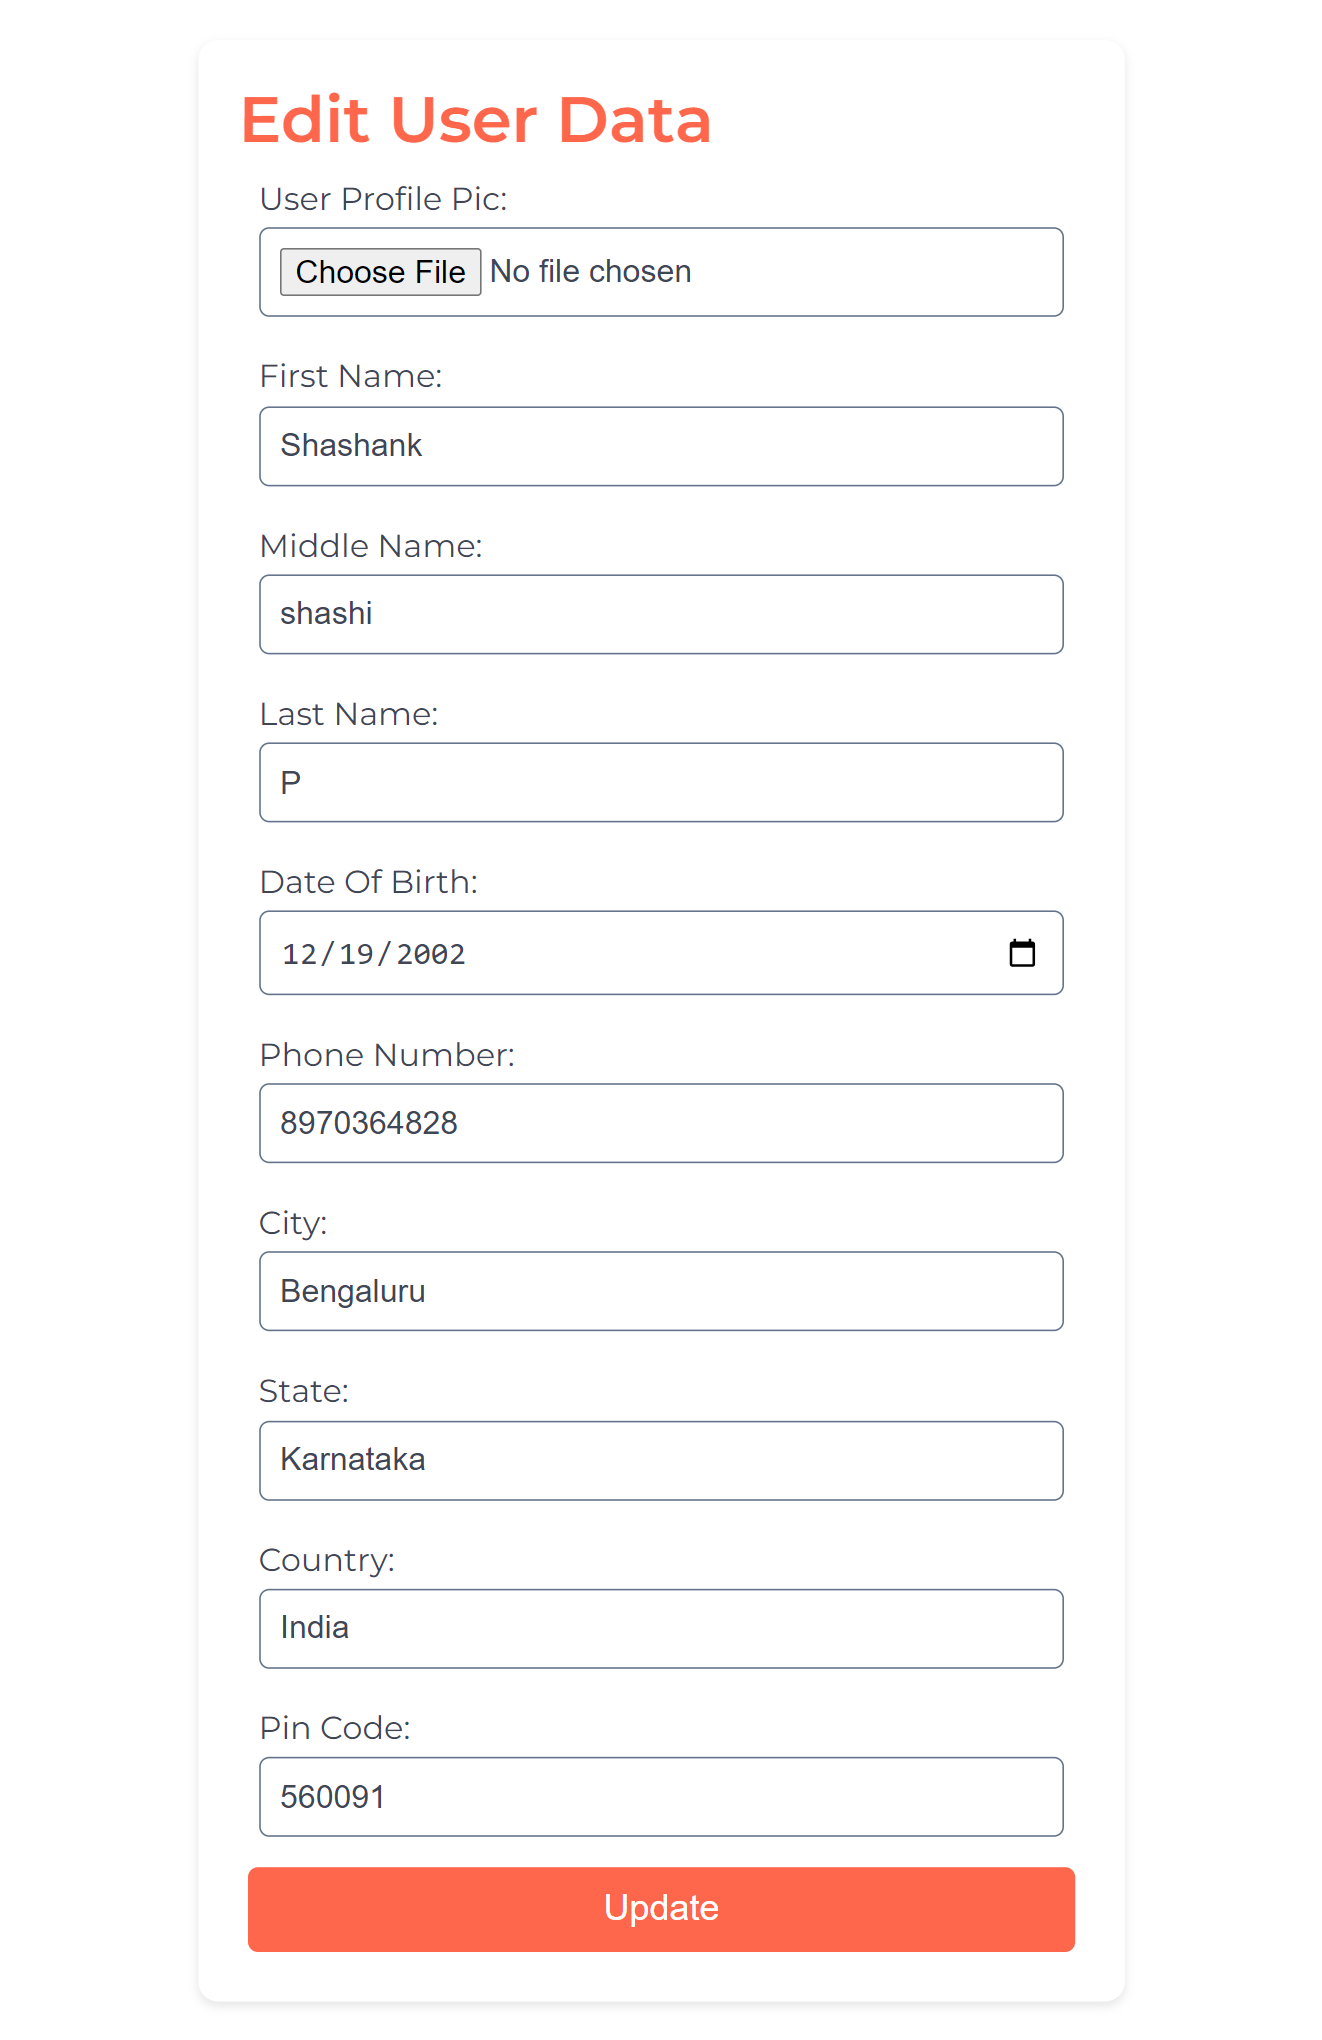 Edit User Data
User Profile Pic:
Choose File No file chosen
First Name:
Shashank
Middle Name:
shashi
Last Name:
P
Date Of Birth:
12/19/2002
Phone Number:
8970364828
City:
Bengaluru
State:
Karnataka
Country:
India
Pin Code:
560091
Update